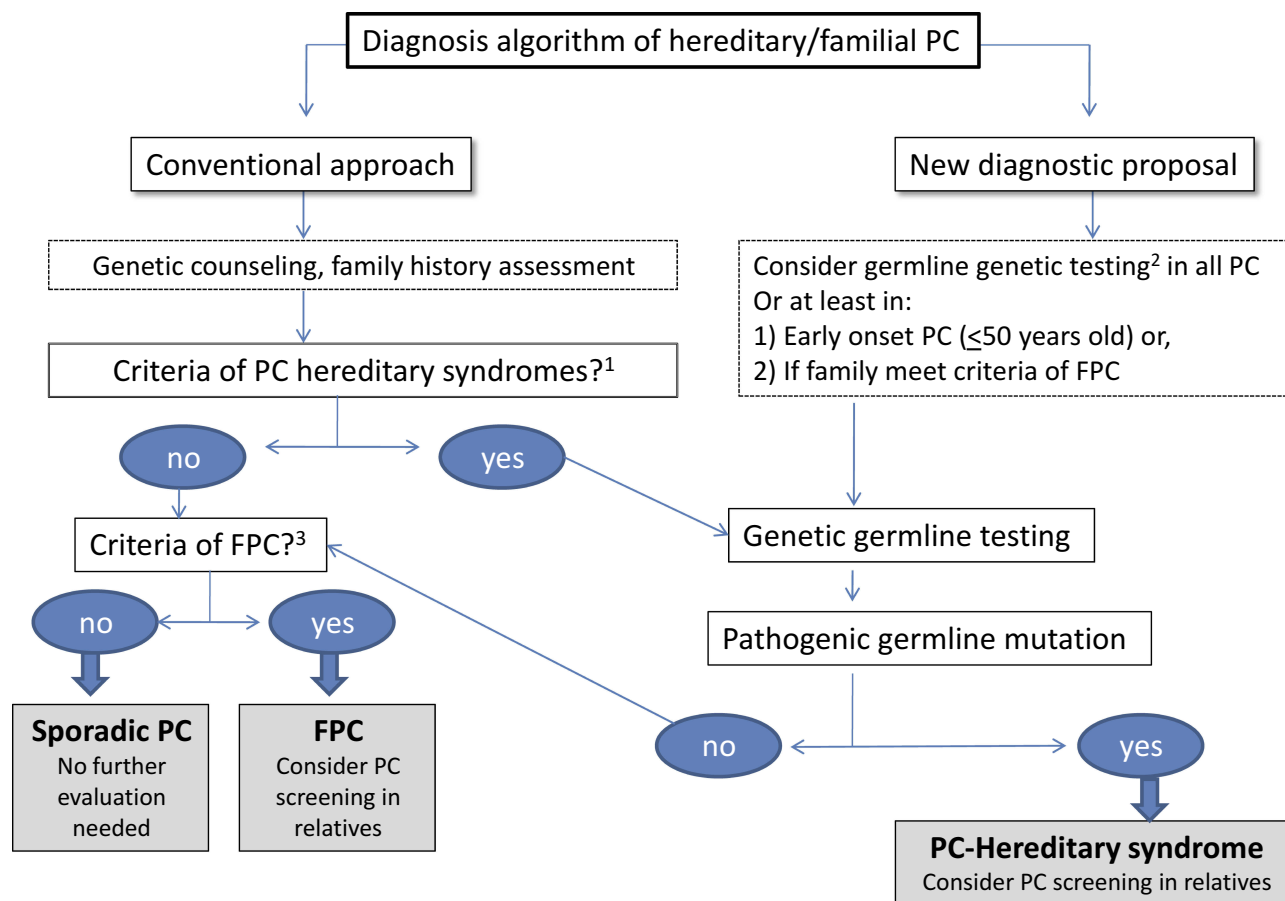 Diagnosis algorithm of hereditary/familial PC
Conventional approach
New diagnostic proposal
Genetic counseling, family history assessment
Consider germline genetic testing² in all PC
Or at least in:
1) Early onset PC (≤50 years old) or,
2) If family meet criteria of FPC
Criteria of PC hereditary syndromes?¹
no
yes
Criteria of FPC?³
Genetic germline testing
no
yes
Pathogenic germline mutation
Sporadic PC
No further
evaluation
needed
FPC
Consider PC
screening in
relatives
no
yes
PC-Hereditary syndrome
Consider PC screening in relatives